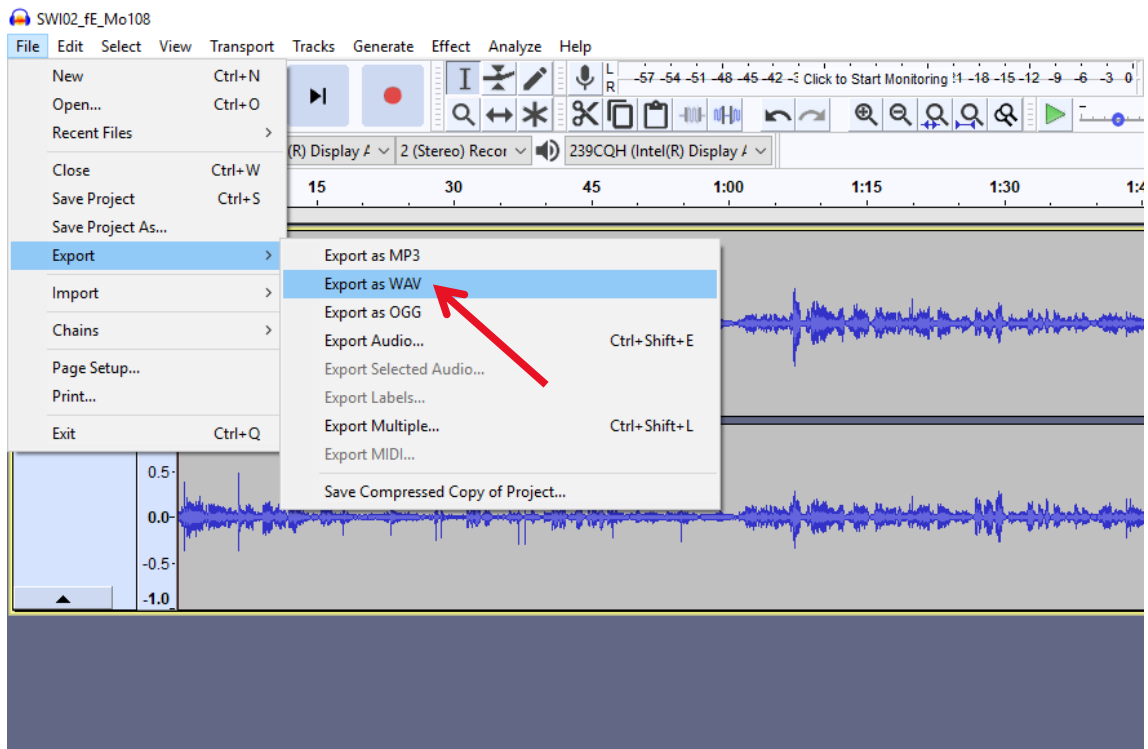 SWI02_fE_Mo108
File Edit Select View Transport Tracks Generate Effect Analyze Help
New Ctrl+N
Open... Ctrl+O
Recent Files >
Close Ctrl+W
Save Project Ctrl+S
Save Project As...
Export >
Import >
Chains >
Page Setup...
Print...
Exit Ctrl+Q
L
R
-57 -54 -51 -48 -45 -42 -3 Click to Start Monitoring !1 -18 -15 -12 -9 -6 -3 0
(R) Display A 2 (Stereo) Recor 239CQH (Intel(R) Display A
15 30 45 1:00 1:15 1:30 1:4
Export as MP3
Export as WAV
Export as OGG
Export Audio... Ctrl+Shift+E
Export Selected Audio...
Export Labels...
Export Multiple... Ctrl+Shift+L
Export MIDI...
Save Compressed Copy of Project...
0.5
0.0
-0.5
-1.0